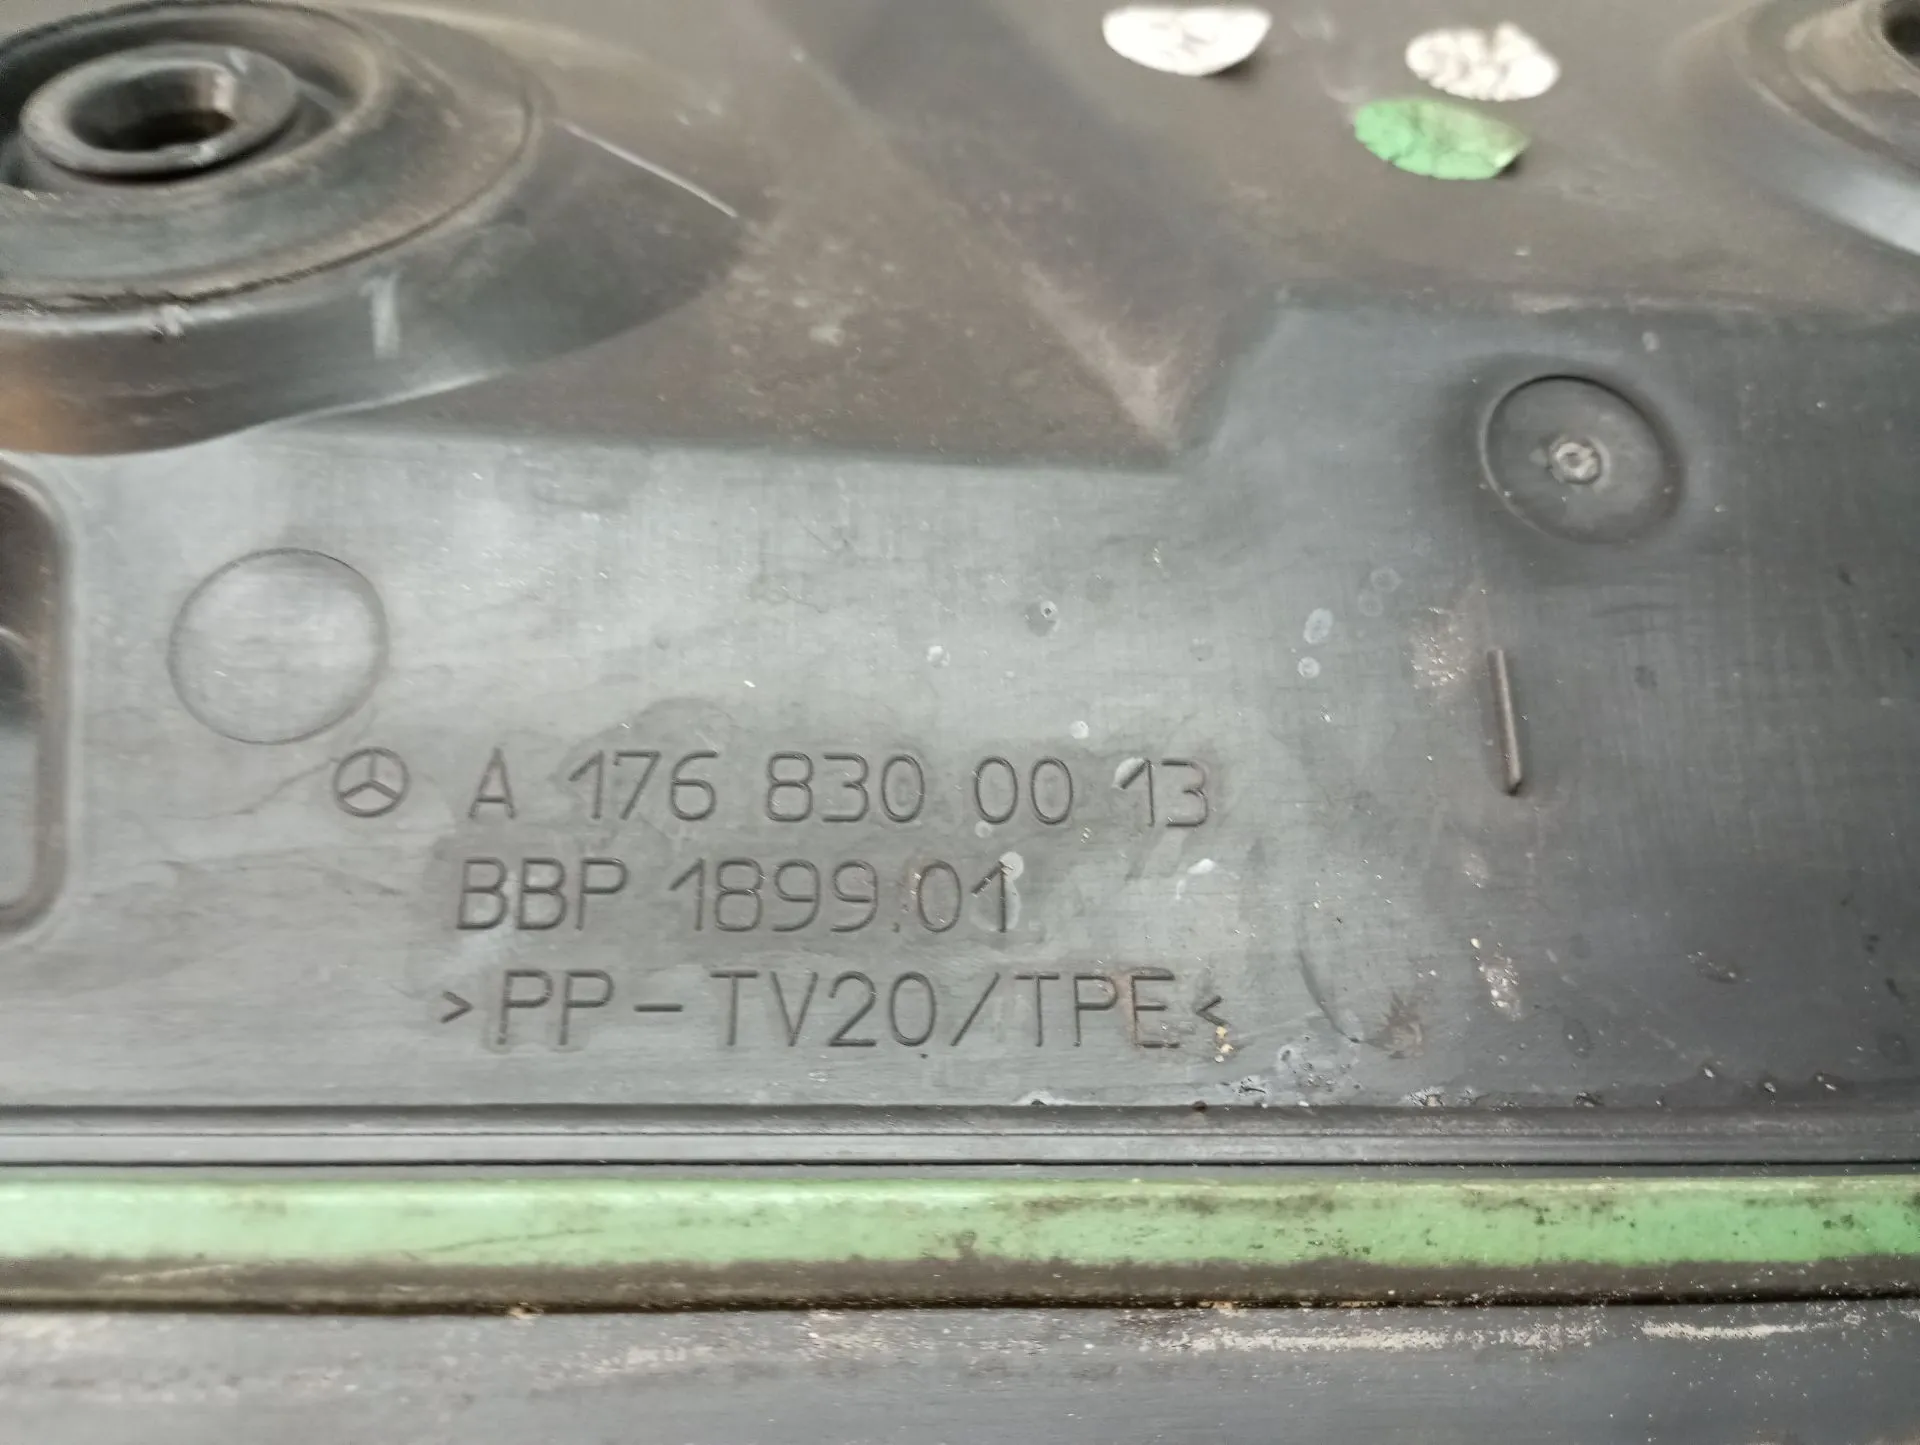 A 176 830 00 13
BBP 1899.01
>PP-TV20/TPE<